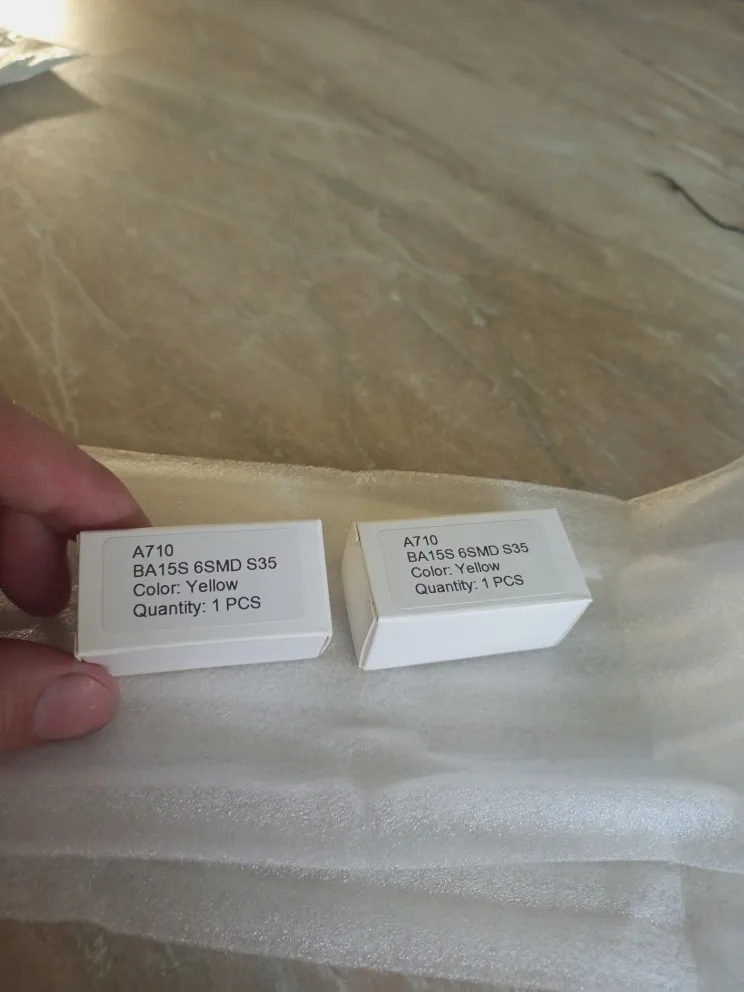 A710
BA15S 6SMD S35
Color: Yellow
Quantity: 1 PCS
A710
BA15S 6SMD S35
Color: Yellow
Quantity: 1 PCS